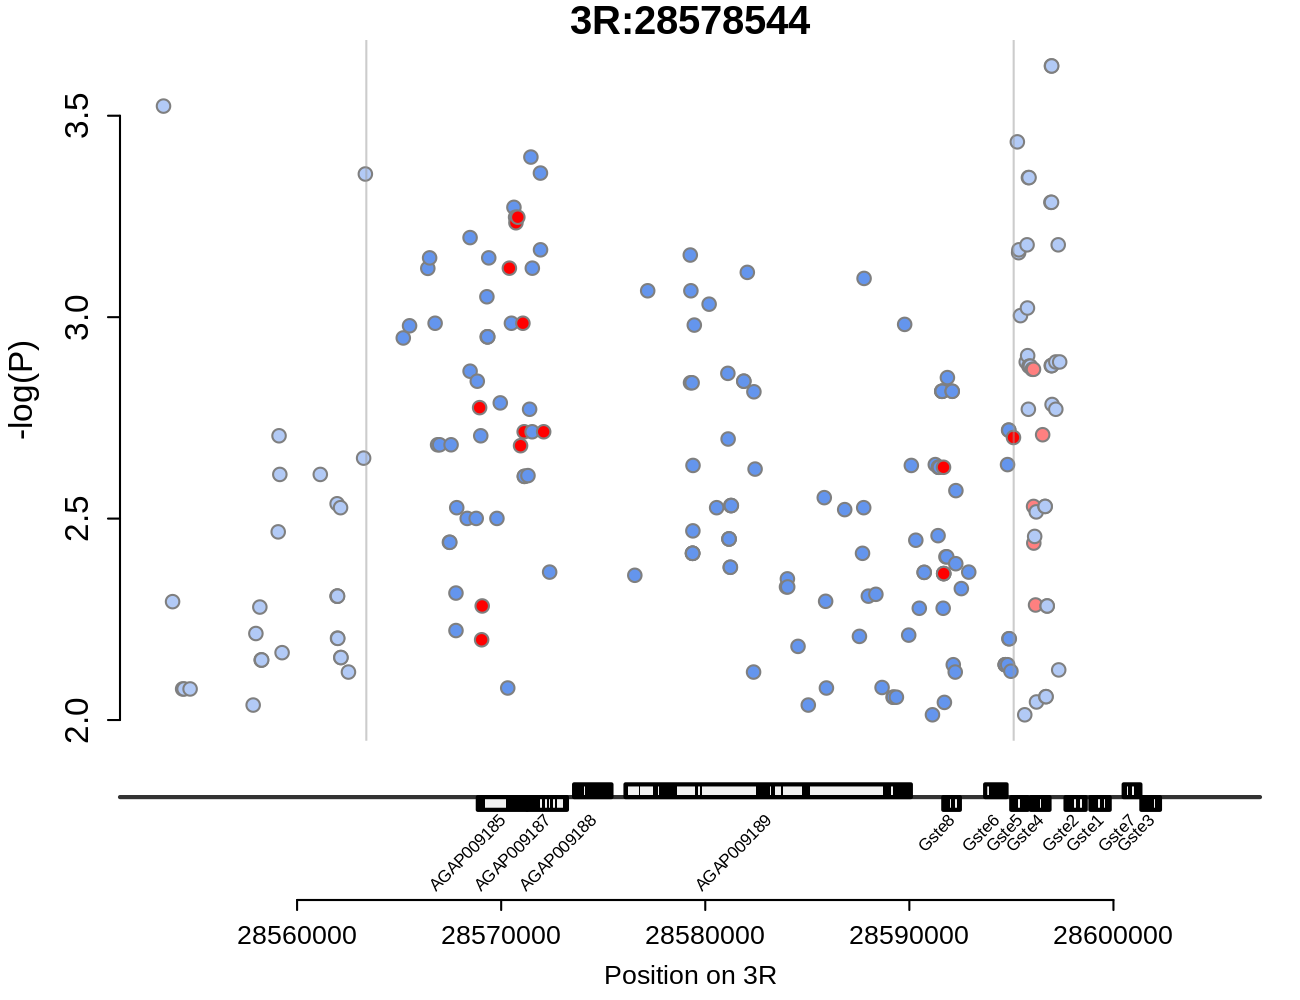 3R:28578544
3.5
3.0
2.5
2.0
-log(P)
AGAP009185
AGAP009187
AGAP009188
AGAP009189
Gste8
Gste6
Gste5
Gste4
Gste2
Gste1
Gste7
Gste3
28560000 28570000 28580000 28590000 28600000
Position on 3R